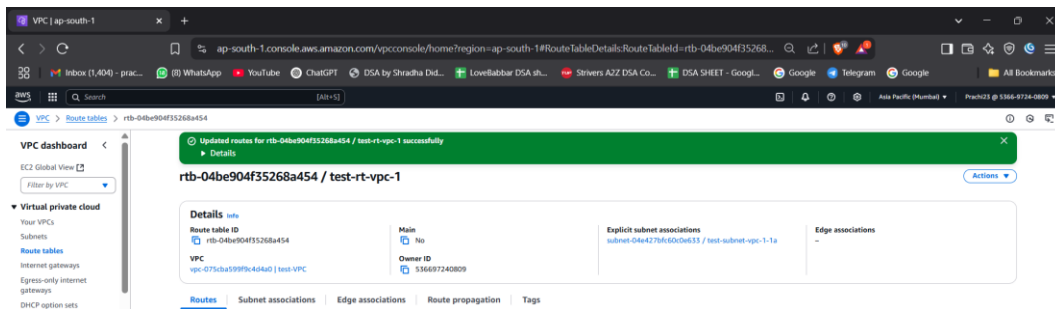 VPC | ap-south-1
ap-south-1.console.aws.amazon.com/vpcconsole/home?region=ap-south-1#RouteTableDetails:RouteTableId=rtb-04be904f35268...
Inbox (1,404) - prac... (8) WhatsApp YouTube ChatGPT DSA by Shradha Did... LoveBabbar DSA sh... Strivers AZZ DSA Co... DSA SHEET - Googl... Google Telegram Google All Bookmarks
aws Search [Alt+S] Asia Pacific (Mumbai) Prachi23 @ 5366-9724-0809
VPC > Route tables > rtb-04be904f35268a454
VPC dashboard
EC2 Global View
Filter by VPC
Virtual private cloud
Your VPCs
Subnets
Route tables
Internet gateways
Egress-only internet
gateways
DHCP option sets
Updated routes for rtb-04be904f35268a454 / test-rt-vpc-1 successfully
Details
rtb-04be904f35268a454 / test-rt-vpc-1
Actions
Details Info
Route table ID
rtb-04be904f35268a454
Main
No
Explicit subnet associations
subnet-04e427bfc60c0e633 / test-subnet-vpc-1-1a
Edge associations
–
VPC
vpc-075cba599f9c4d4a0 | test-VPC
Owner ID
536697240809
Routes Subnet associations Edge associations Route propagation Tags